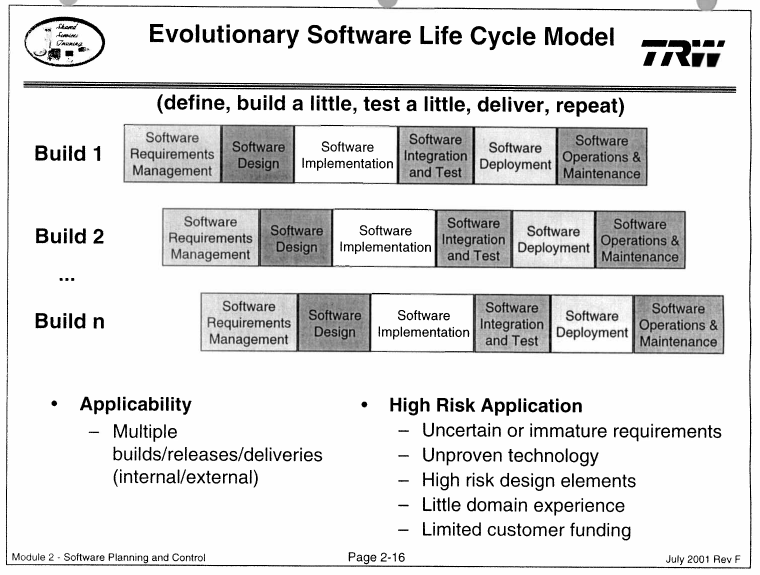 Shared
Services
Training
Evolutionary Software Life Cycle Model
TRW
(define, build a little, test a little, deliver, repeat)
Build 1
Software
Requirements
Management
Software
Design
Software
Implementation
Software
Integration
and Test
Software
Deployment
Software
Operations &
Maintenance
Build 2
Software
Requirements
Management
Software
Design
Software
Implementation
Software
Integration
and Test
Software
Deployment
Software
Operations &
Maintenance
...
Build n
Software
Requirements
Management
Software
Design
Software
Implementation
Software
Integration
and Test
Software
Deployment
Software
Operations &
Maintenance
• Applicability
– Multiple
builds/releases/deliveries
(internal/external)
• High Risk Application
– Uncertain or immature requirements
– Unproven technology
– High risk design elements
– Little domain experience
– Limited customer funding
Module 2 - Software Planning and Control
Page 2-16
July 2001 Rev F